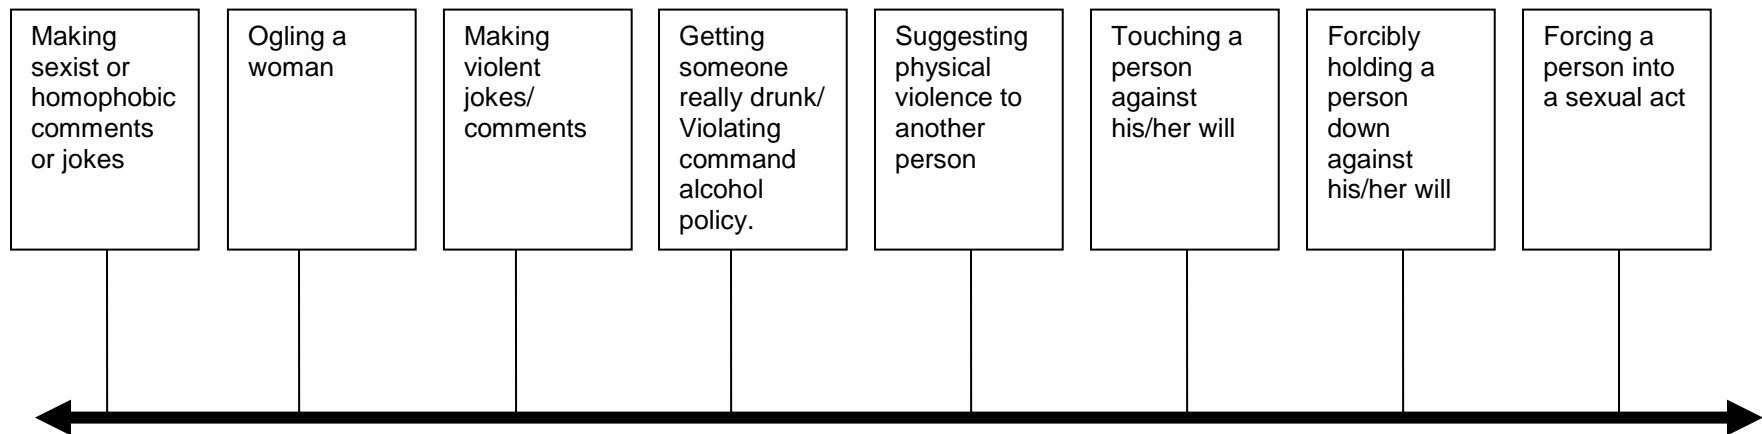 Making
sexist or
homophobic
comments
or jokes
Ogling a
woman
Making
violent
jokes/
comments
Getting
someone
really drunk/
Violating
command
alcohol
policy.
Suggesting
physical
violence to
another
person
Touching a
person
against
his/her will
Forcibly
holding a
person
down
against
his/her will
Forcing a
person into
a sexual act